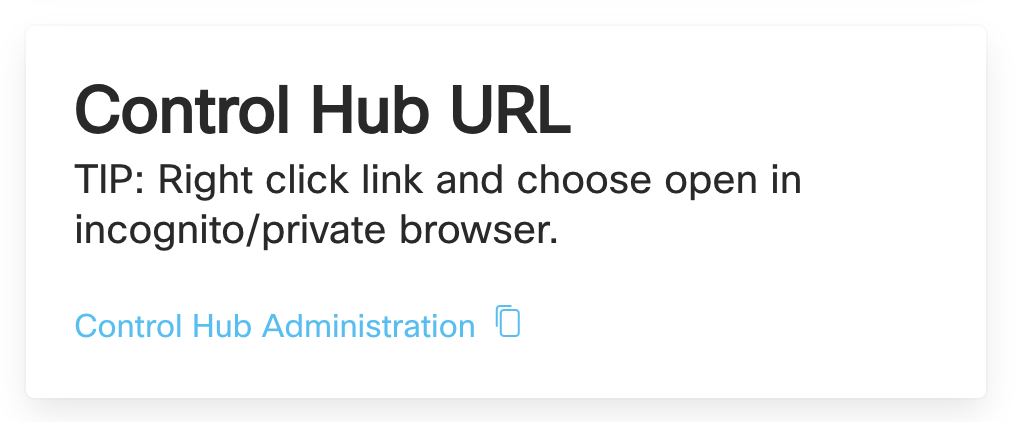 Control Hub URL
TIP: Right click link and choose open in
incognito/private browser.
Control Hub Administration